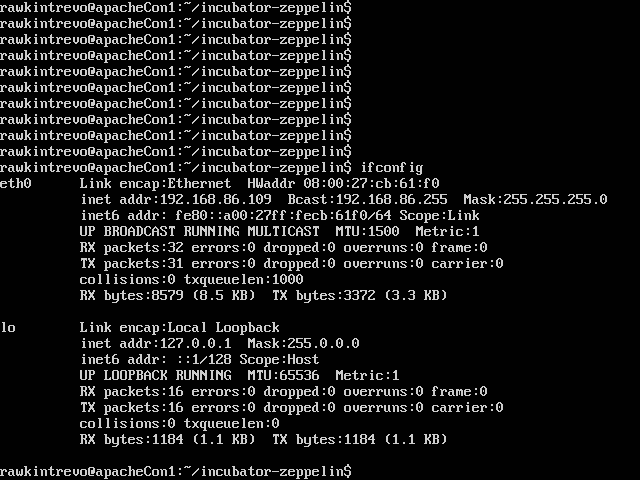 rawkintrevo@apacheCon1:~/incubator-zeppelin$
rawkintrevo@apacheCon1:~/incubator-zeppelin$
rawkintrevo@apacheCon1:~/incubator-zeppelin$
rawkintrevo@apacheCon1:~/incubator-zeppelin$
rawkintrevo@apacheCon1:~/incubator-zeppelin$
rawkintrevo@apacheCon1:~/incubator-zeppelin$
rawkintrevo@apacheCon1:~/incubator-zeppelin$
rawkintrevo@apacheCon1:~/incubator-zeppelin$
rawkintrevo@apacheCon1:~/incubator-zeppelin$
rawkintrevo@apacheCon1:~/incubator-zeppelin$
rawkintrevo@apacheCon1:~/incubator-zeppelin$ ifconfig
eth0      Link encap:Ethernet  HWaddr 08:00:27:cb:61:f0
          inet addr:192.168.86.109  Bcast:192.168.86.255  Mask:255.255.255.0
          inet6 addr: fe80::a00:27ff:fecb:61f0/64 Scope:Link
          UP BROADCAST RUNNING MULTICAST  MTU:1500  Metric:1
          RX packets:32 errors:0 dropped:0 overruns:0 frame:0
          TX packets:31 errors:0 dropped:0 overruns:0 carrier:0
          collisions:0 txqueuelen:1000
          RX bytes:8579 (8.5 KB)  TX bytes:3372 (3.3 KB)

lo        Link encap:Local Loopback
          inet addr:127.0.0.1  Mask:255.0.0.0
          inet6 addr: ::1/128 Scope:Host
          UP LOOPBACK RUNNING  MTU:65536  Metric:1
          RX packets:16 errors:0 dropped:0 overruns:0 frame:0
          TX packets:16 errors:0 dropped:0 overruns:0 carrier:0
          collisions:0 txqueuelen:0
          RX bytes:1184 (1.1 KB)  TX bytes:1184 (1.1 KB)

rawkintrevo@apacheCon1:~/incubator-zeppelin$